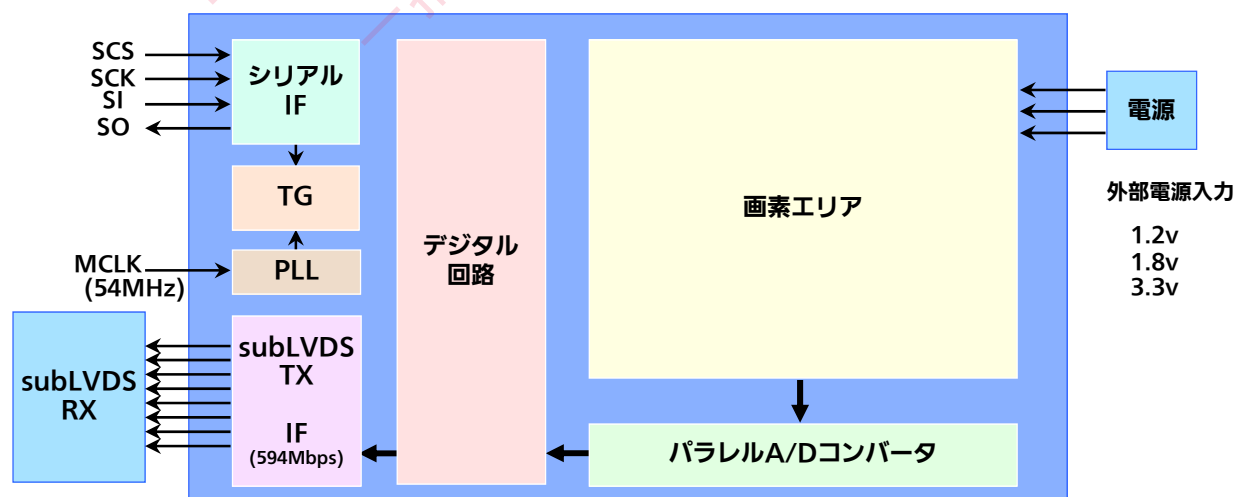 SCS
SCK
SI
SO
シリアル
IF
TG
MCLK
(54MHz)
PLL
subLVDS
RX
subLVDS
TX
IF
(594Mbps)
デジタル
回路
画素エリア
パラレルA/Dコンバータ
電源
外部電源入力
1.2v
1.8v
3.3v